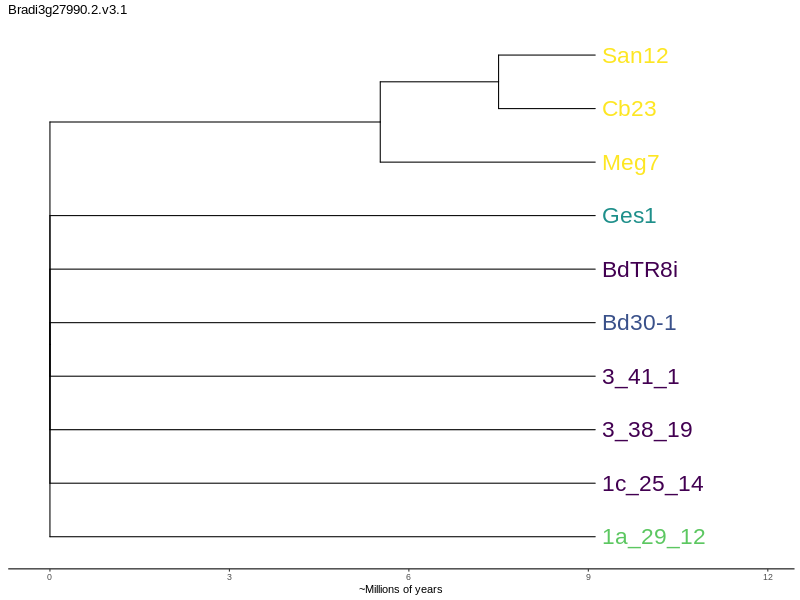 Bradi3g27990.2.v3.1
San12
Cb23
Meg7
Ges1
BdTR8i
Bd30-1
3_41_1
3_38_19
1c_25_14
1a_29_12
0 3 6 9 12
~Millions of years